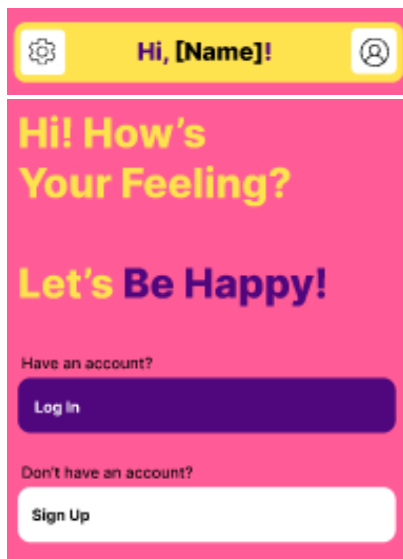 Hi, [Name]!
Hi! How’s
Your Feeling?
Let’s Be Happy!
Have an account?
Log In
Don't have an account?
Sign Up